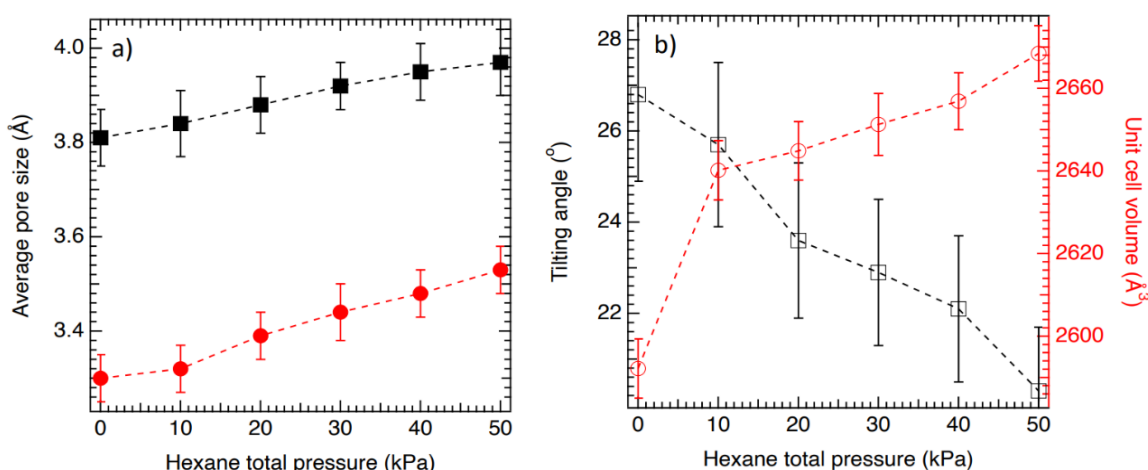 a)
Average pore size (Å)
4.0
3.8
3.6
3.4
0 10 20 30 40 50
Hexane total pressure (kPa)
b)
Tilting angle (°)
28
26
24
22
0 10 20 30 40 50
Hexane total pressure (kPa)
2660
2640
2620
2600
Unit cell volume (Å³)